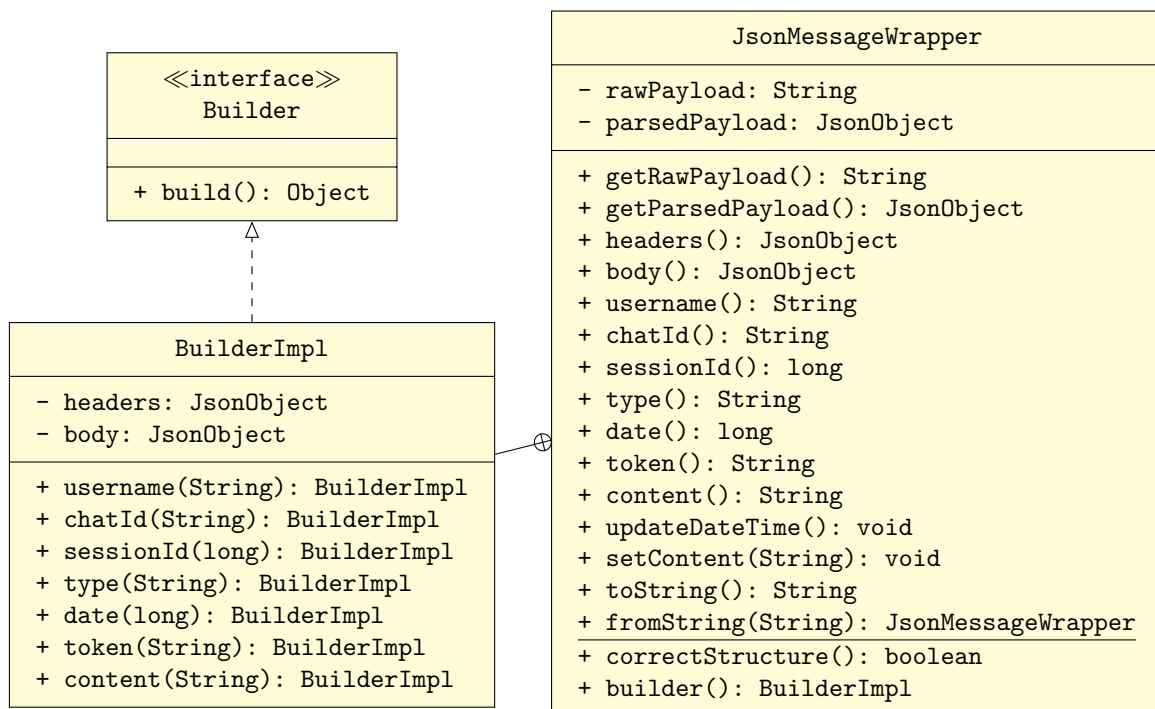 ≪interface≫
Builder
+ build(): Object
BuilderImpl
- headers: JsonObject
- body: JsonObject
+ username(String): BuilderImpl
+ chatId(String): BuilderImpl
+ sessionId(long): BuilderImpl
+ type(String): BuilderImpl
+ date(long): BuilderImpl
+ token(String): BuilderImpl
+ content(String): BuilderImpl
JsonMessageWrapper
- rawPayload: String
- parsedPayload: JsonObject
+ getRawPayload(): String
+ getParsedPayload(): JsonObject
+ headers(): JsonObject
+ body(): JsonObject
+ username(): String
+ chatId(): String
+ sessionId(): long
+ type(): String
+ date(): long
+ token(): String
+ content(): String
+ updateDateTime(): void
+ setContent(String): void
+ toString(): String
+ fromString(String): JsonMessageWrapper
+ correctStructure(): boolean
+ builder(): BuilderImpl